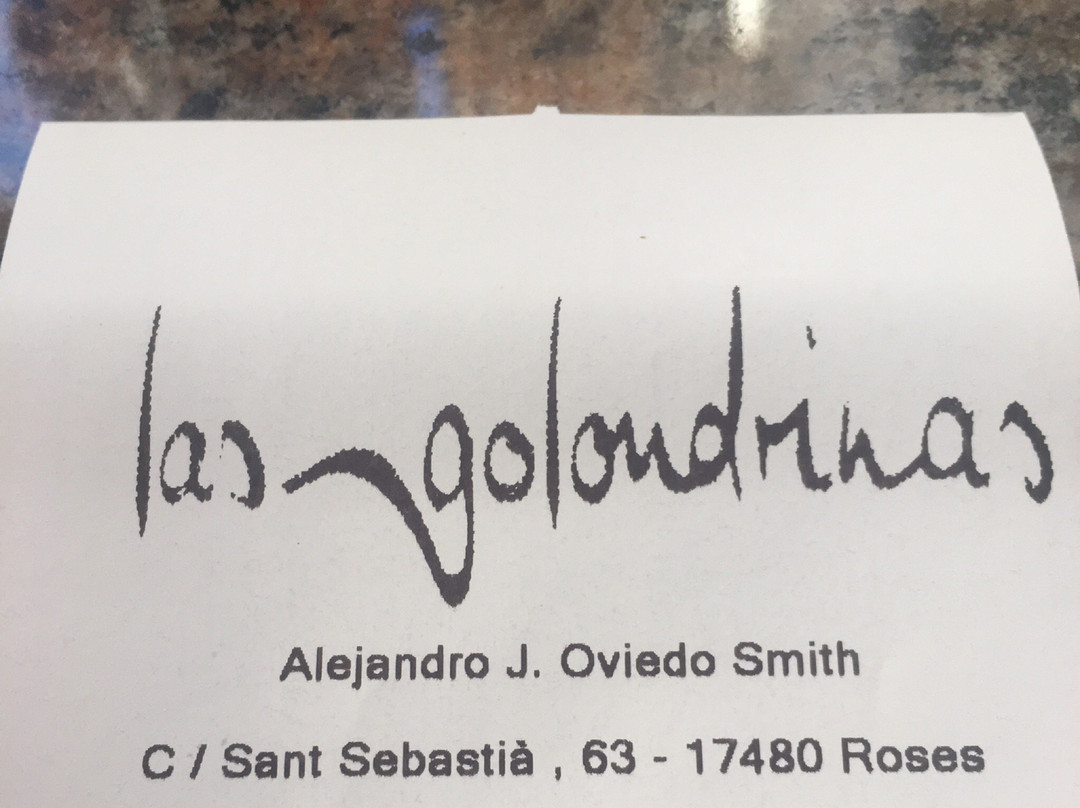 las golondrinas
Alejandro J. Oviedo Smith
C / Sant Sebastià , 63 - 17480 Roses